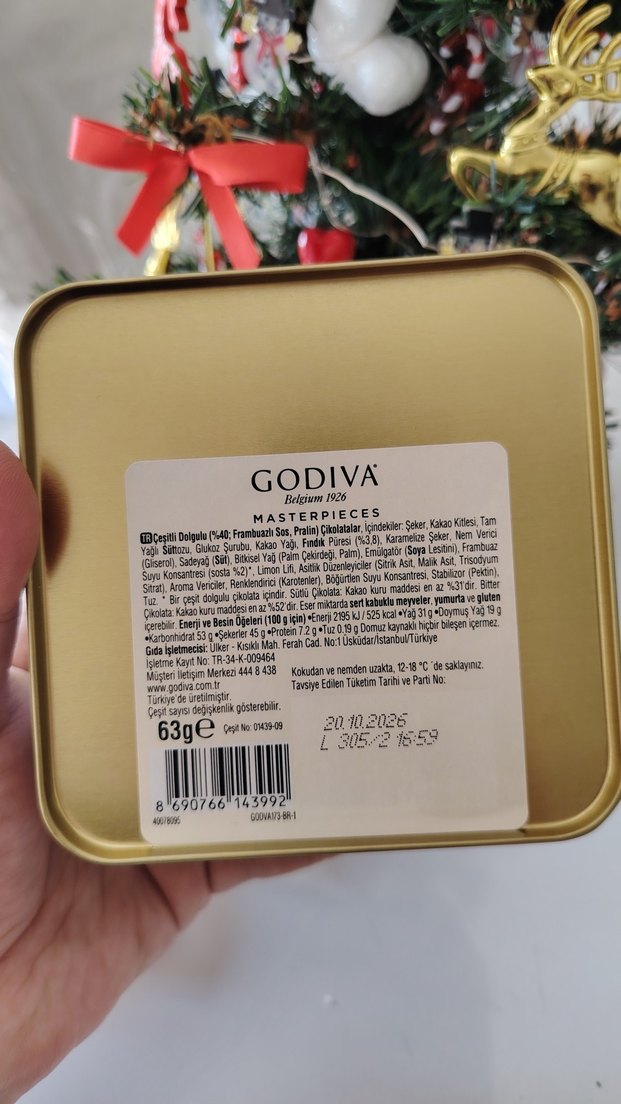 GODIVA
Belgium 1926
MASTERPIECES
TR Çeşitli Dolgulu (%40; Frambuazlı Sos, Pralin) Çikolatalar, İçindekiler: Şeker, Kakao Kitlesi, Tam
Yağlı Süttozu, Glukoz Şurubu, Kakao Yağı, Fındık Püresi (%3,8), Karamelize Şeker, Nem Verici
(Gliserol), Sadeyağ (Süt), Bitkisel Yağ (Palm Çekirdeği, Palm), Emülgatör (Soya Lesitini), Frambuaz
Suyu Konsantresi (sosta %2)*, Limon Lifi, Asitlik Düzenleyiciler (Sitrik Asit, Malik Asit, Trisodyum
Sitrat), Aroma Vericiler, Renklendirici (Karotenler), Böğürtlen Suyu Konsantresi, Stabilizör (Pektin),
Tuz. * Bir çeşit dolgulu çikolata içindir. Sütlü Çikolata: Kakao kuru maddesi en az %31'dir. Bitter
Çikolata: Kakao kuru maddesi en az %52'dir. Eser miktarda sert kabuklu meyveler, yumurta ve gluten
içerebilir. Enerji ve Besin Öğeleri (100 g için) •Enerji 2195 kJ / 525 kcal •Yağ 31 g •Doymuş Yağ 19 g
•Karbonhidrat 53 g •Şekerler 45 g •Protein 7.2 g •Tuz 0.19 g Domuz kaynaklı hiçbir bileşen içermez.
Gıda İşletmecisi: Ülker - Kısıklı Mah. Ferah Cad. No:1 Üsküdar/İstanbul/Türkiye
İşletme Kayıt No: TR-34-K-009464
Müşteri İletişim Merkezi 444 8 438
www.godiva.com.tr
Türkiye'de üretilmiştir.
Çeşit sayısı değişkenlik gösterebilir.
Kokudan ve nemden uzakta, 12-18 °C 'de saklayınız.
Tavsiye Edilen Tüketim Tarihi ve Parti No:
63g℮ Çeşit No: 01439-09
20.10.2026
L 305/2 16:59
8 690766 143992
40078095 GODVA173-BR-1